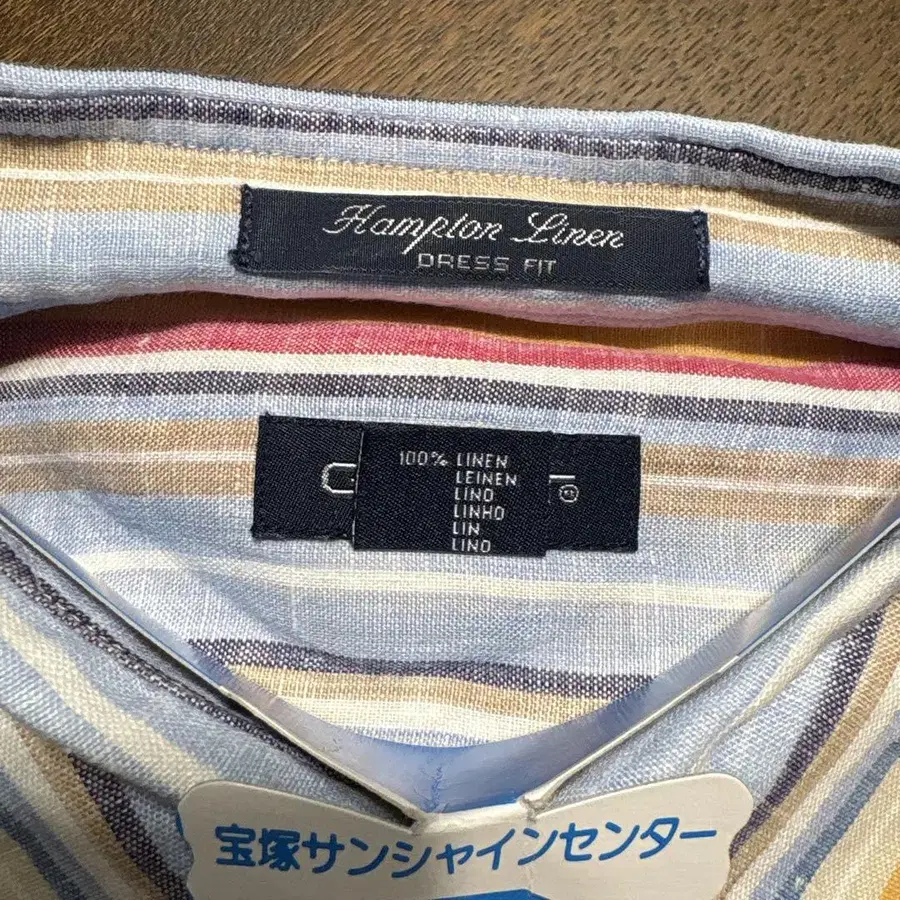 Hampton Linen
DRESS FIT
100% LINEN
LEINEN
LINO
LINHO
LIN
LINO
宝塚サンシャインセンター